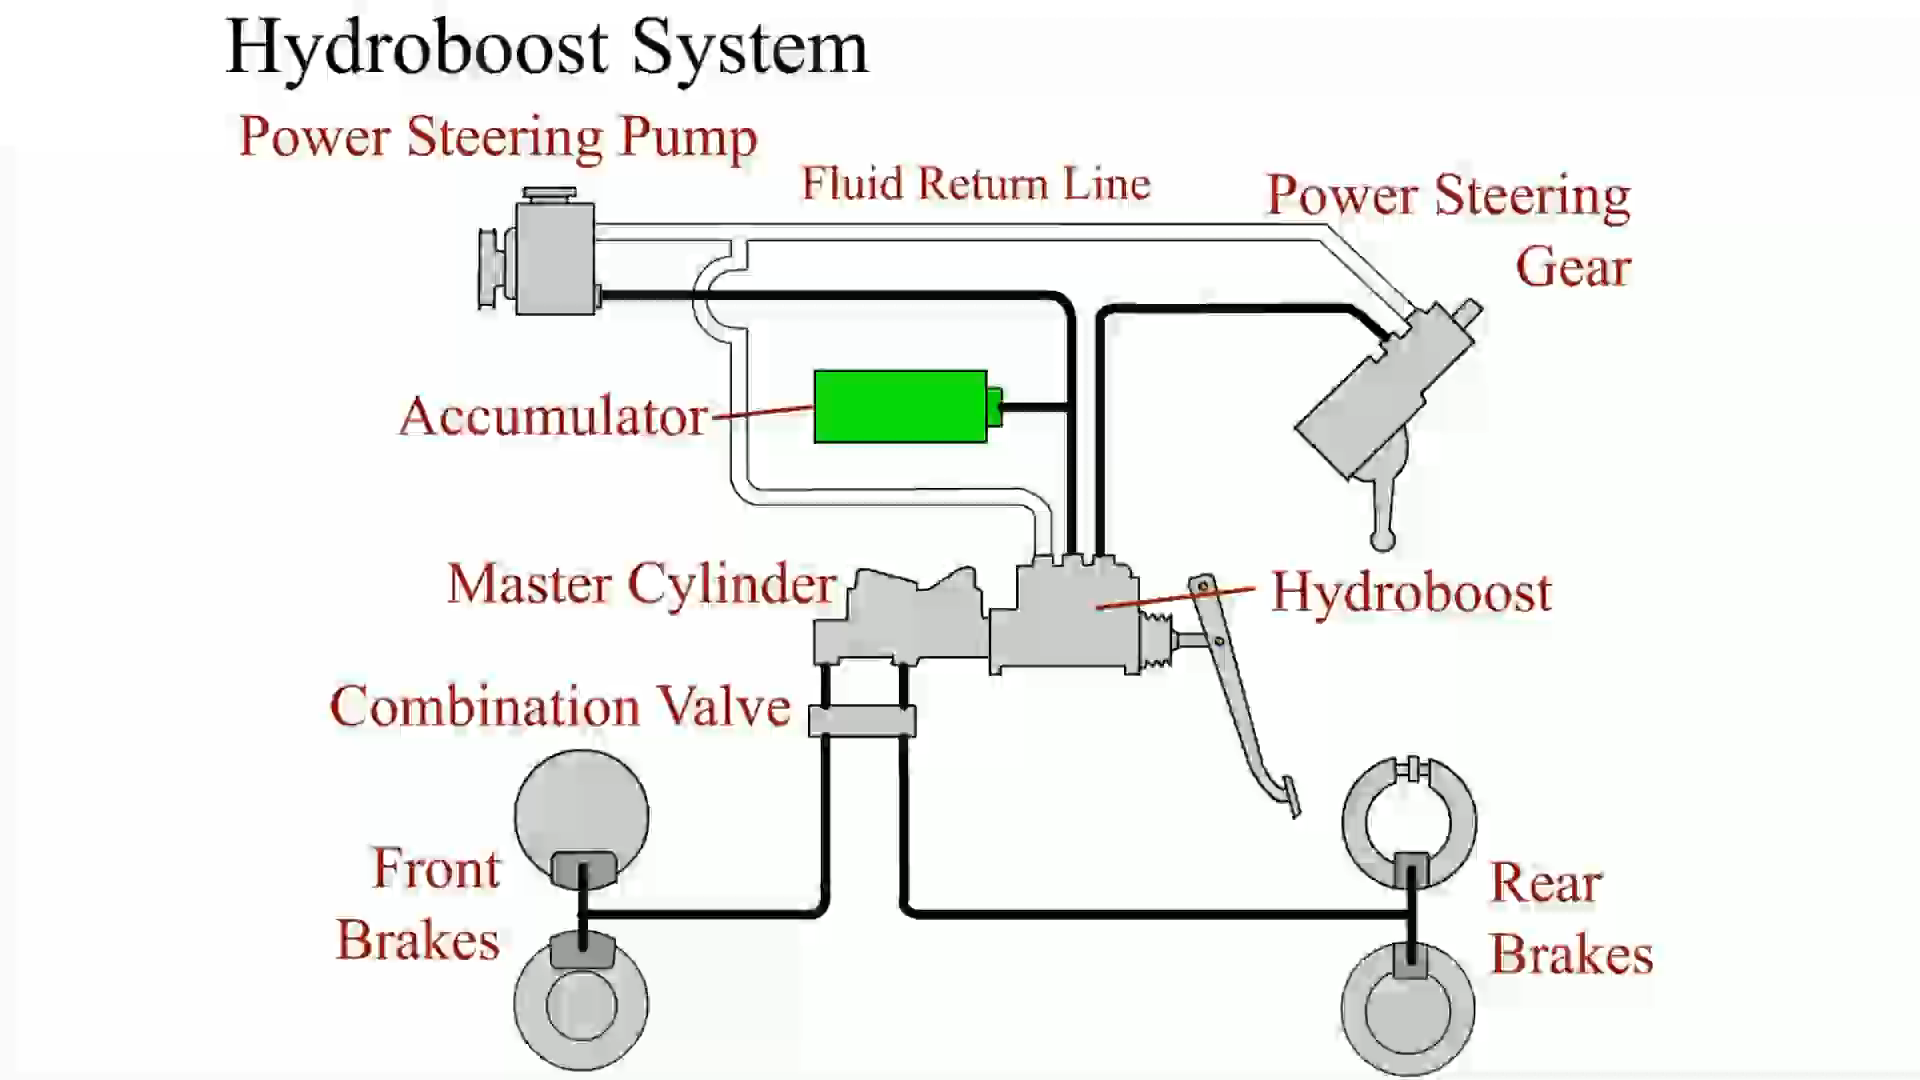 Hydroboost System
Power Steering Pump
Fluid Return Line
Power Steering
Gear
Accumulator
Master Cylinder
Hydroboost
Combination Valve
Front
Brakes
Rear
Brakes